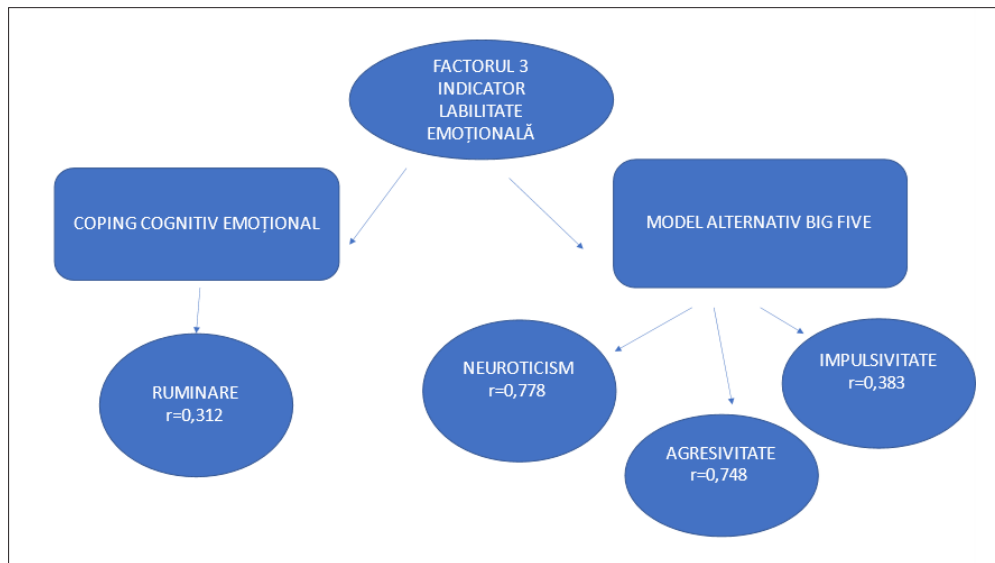 FACTORUL 3
INDICATOR
LABILITATE
EMOȚIONALĂ
COPING COGNITIV EMOȚIONAL
MODEL ALTERNATIV BIG FIVE
RUMINARE
r=0,312
NEUROTICISM
r=0,778
AGRESIVITATE
r=0,748
IMPULSIVITATE
r=0,383